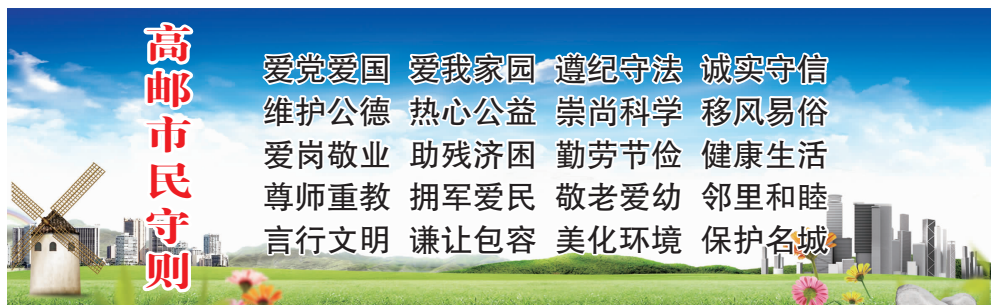 高邮市民守则
爱党爱国 爱我家园 遵纪守法 诚实守信
维护公德 热心公益 崇尚科学 移风易俗
爱岗敬业 助残济困 勤劳节俭 健康生活
尊师重教 拥军爱民 敬老爱幼 邻里和睦
言行文明 谦让包容 美化环境 保护名城